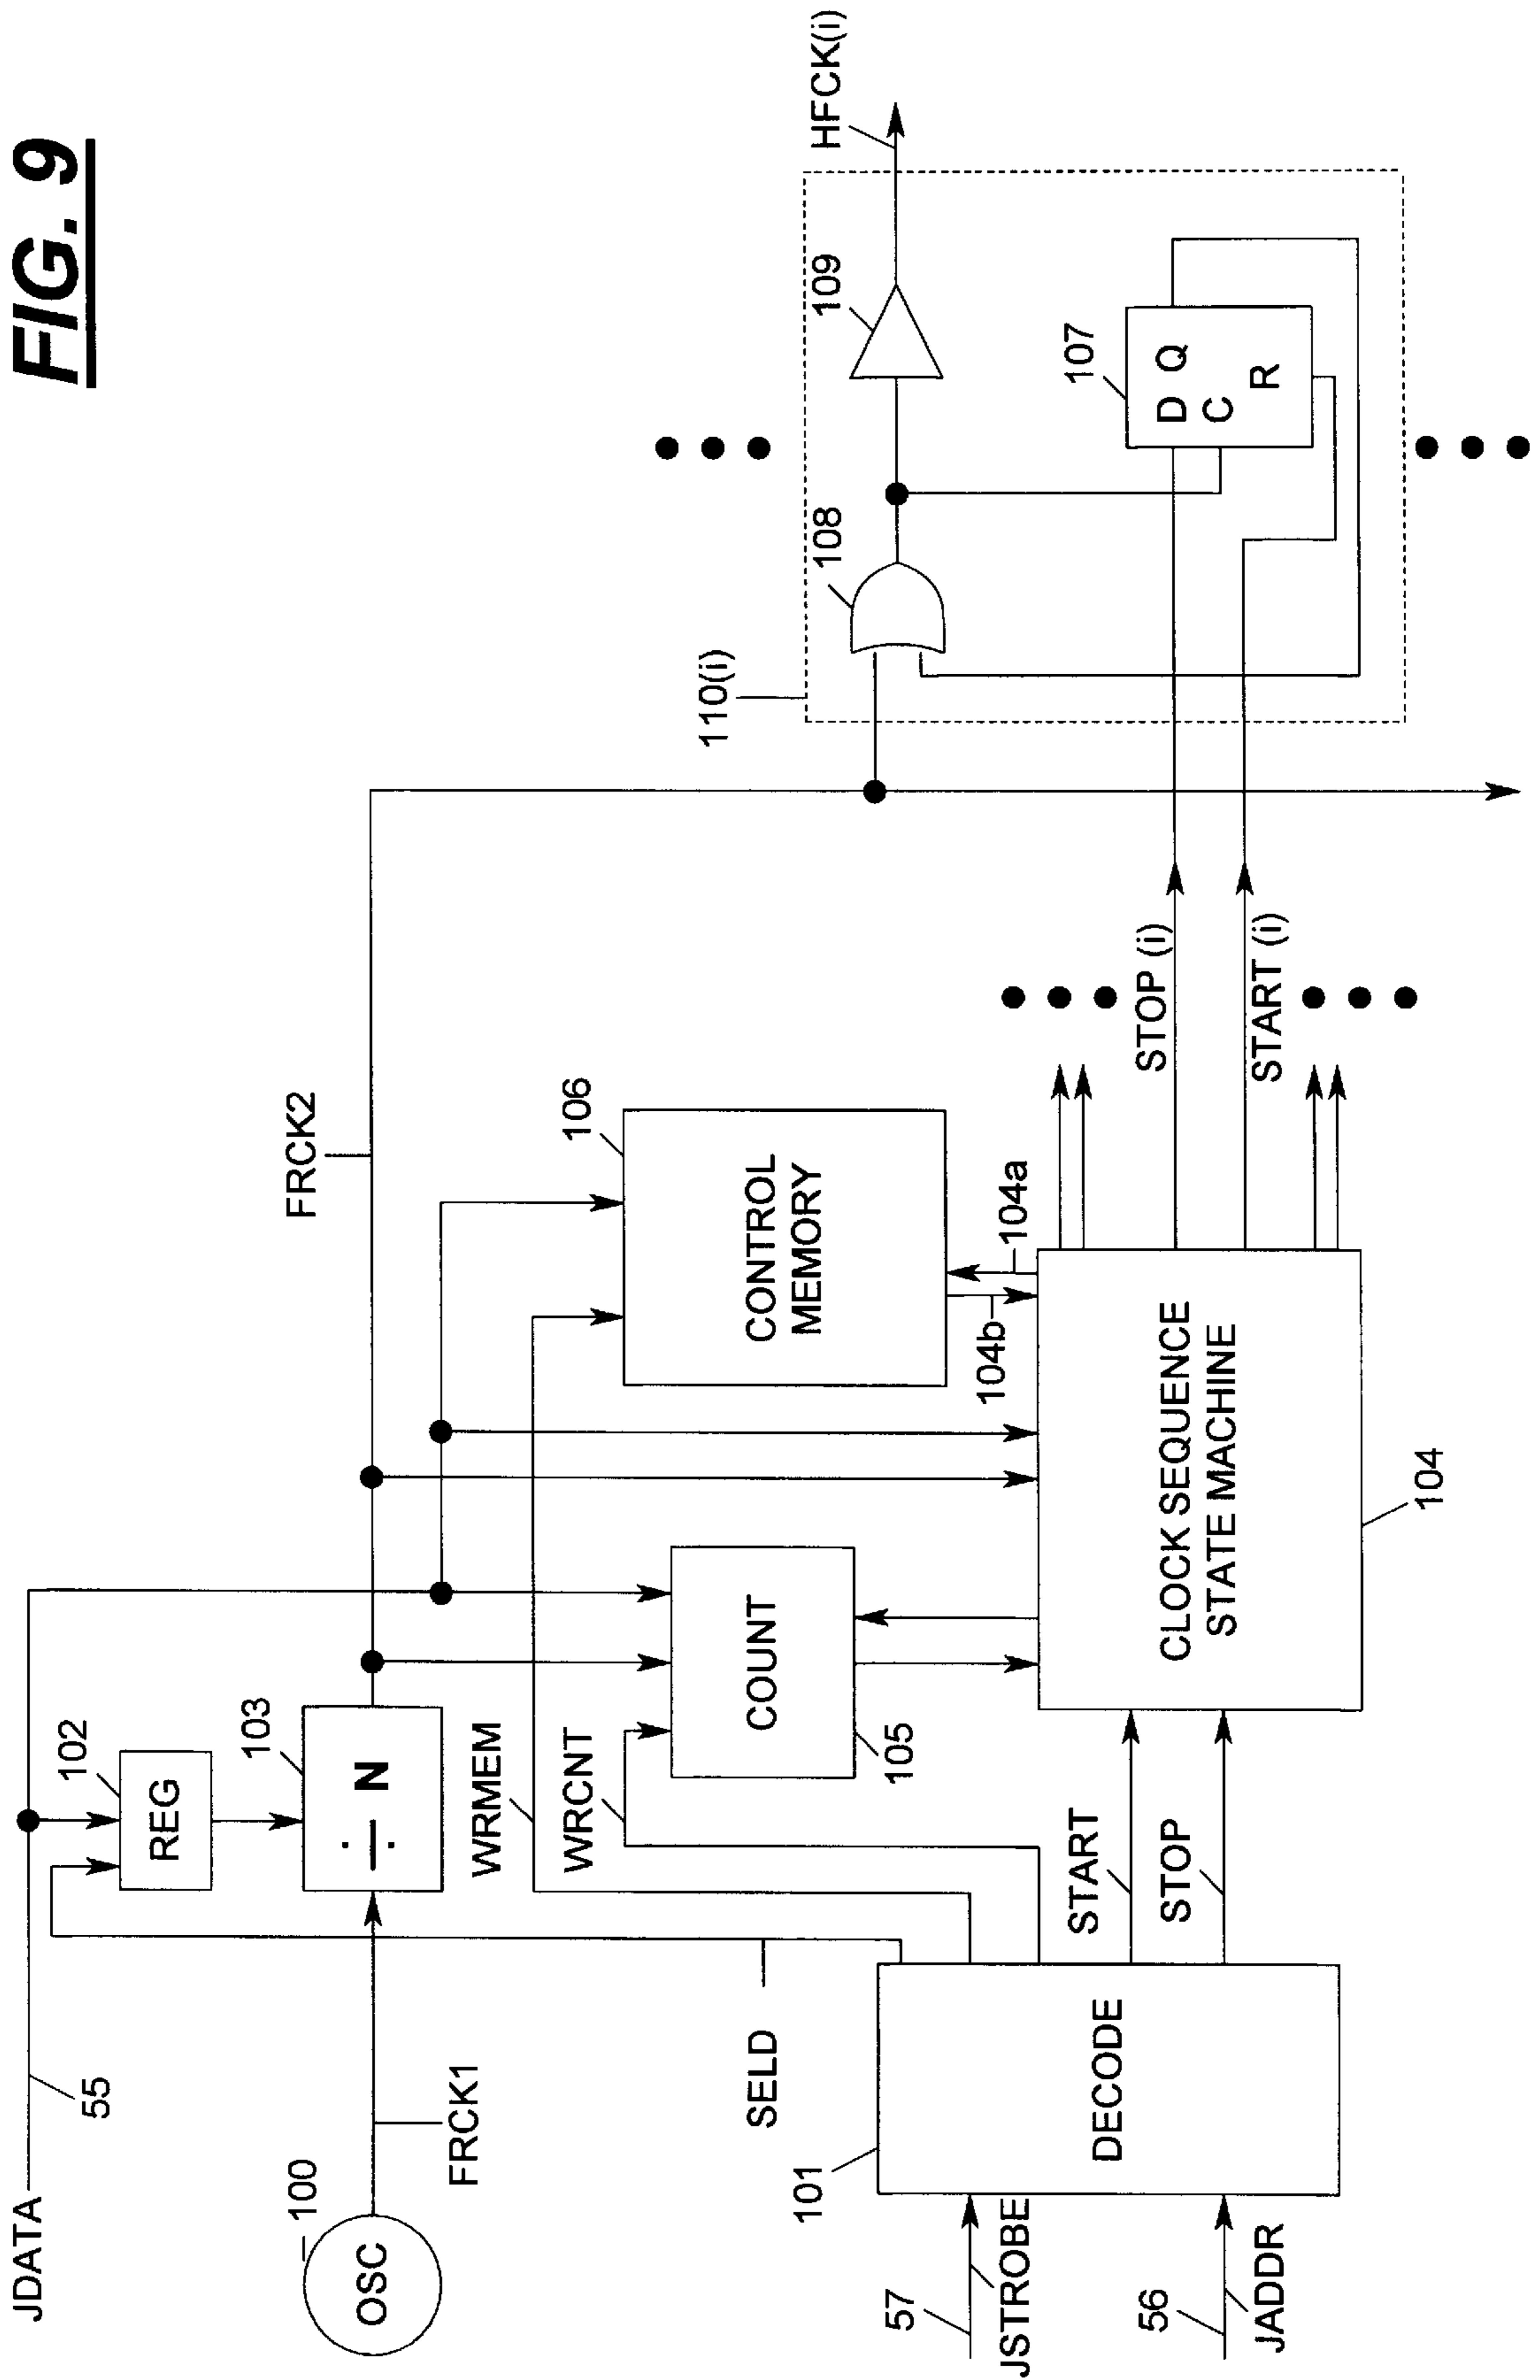 FIG. 9
JDATA
55
102
REG
103
÷ N
FRCK2
100
OSC
FRCK1
SELD
WRMEM
WRCNT
COUNT
105
106
CONTROL
MEMORY
104a
104b
101
DECODE
57
JSTROBE
56
JADDR
START
STOP
CLOCK SEQUENCE
STATE MACHINE
104
STOP (i)
START (i)
110(i)
108
109
HFCK(i)
107
D Q
C
R